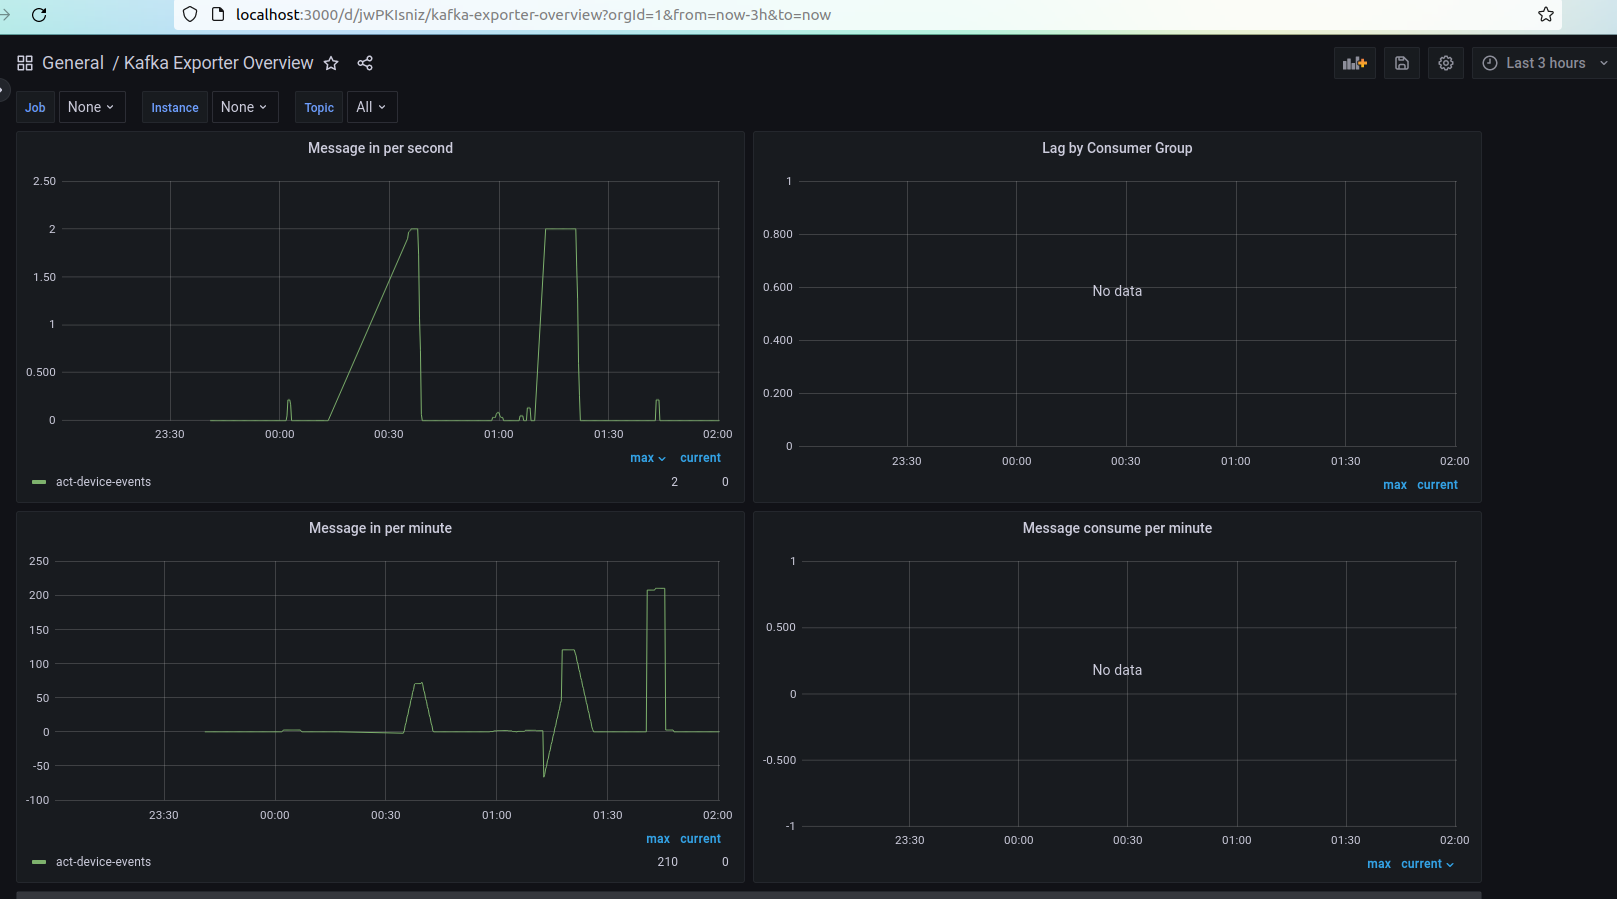 localhost:3000/d/jwPKIsniz/kafka-exporter-overview?orgId=1&from=now-3h&to=now
General / Kafka Exporter Overview
Last 3 hours
Job None Instance None Topic All
Message in per second
2.50
2
1.50
1
0.500
0
23:30 00:00 00:30 01:00 01:30 02:00
max current
act-device-events 2 0
Lag by Consumer Group
1
0.800
0.600
0.400
0.200
0
No data
23:30 00:00 00:30 01:00 01:30 02:00
max current
Message in per minute
250
200
150
100
50
0
-50
-100
23:30 00:00 00:30 01:00 01:30 02:00
max current
act-device-events 210 0
Message consume per minute
1
0.500
0
-0.500
-1
No data
23:30 00:00 00:30 01:00 01:30 02:00
max current